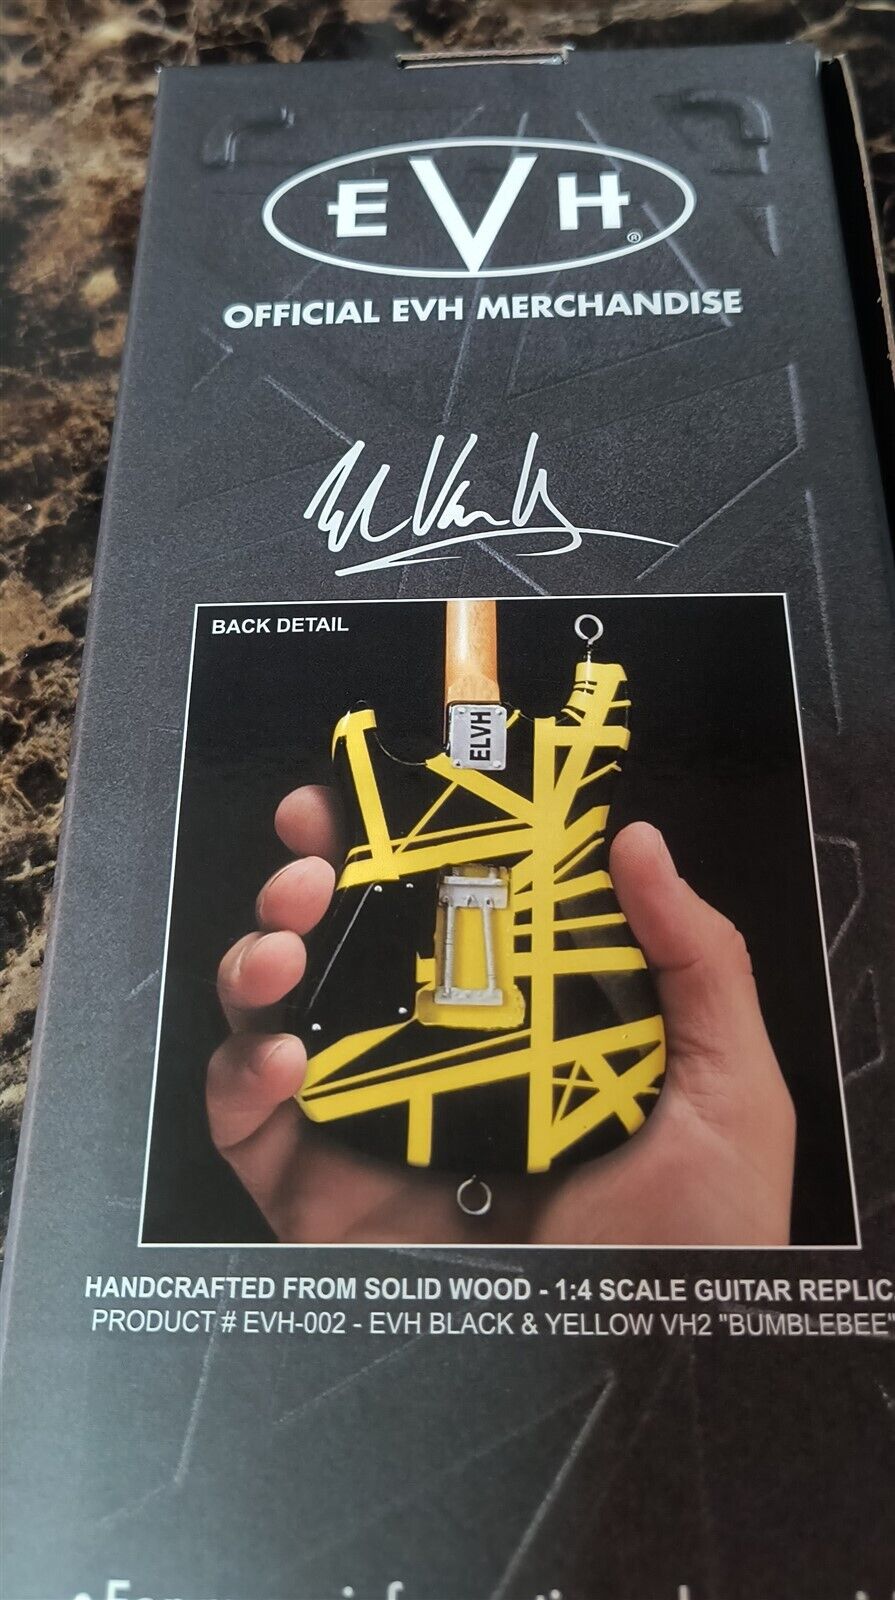 EVH®
OFFICIAL EVH MERCHANDISE
BACK DETAIL
ELVH
HANDCRAFTED FROM SOLID WOOD - 1:4 SCALE GUITAR REPLIC
PRODUCT # EVH-002 - EVH BLACK & YELLOW VH2 "BUMBLEBEE"